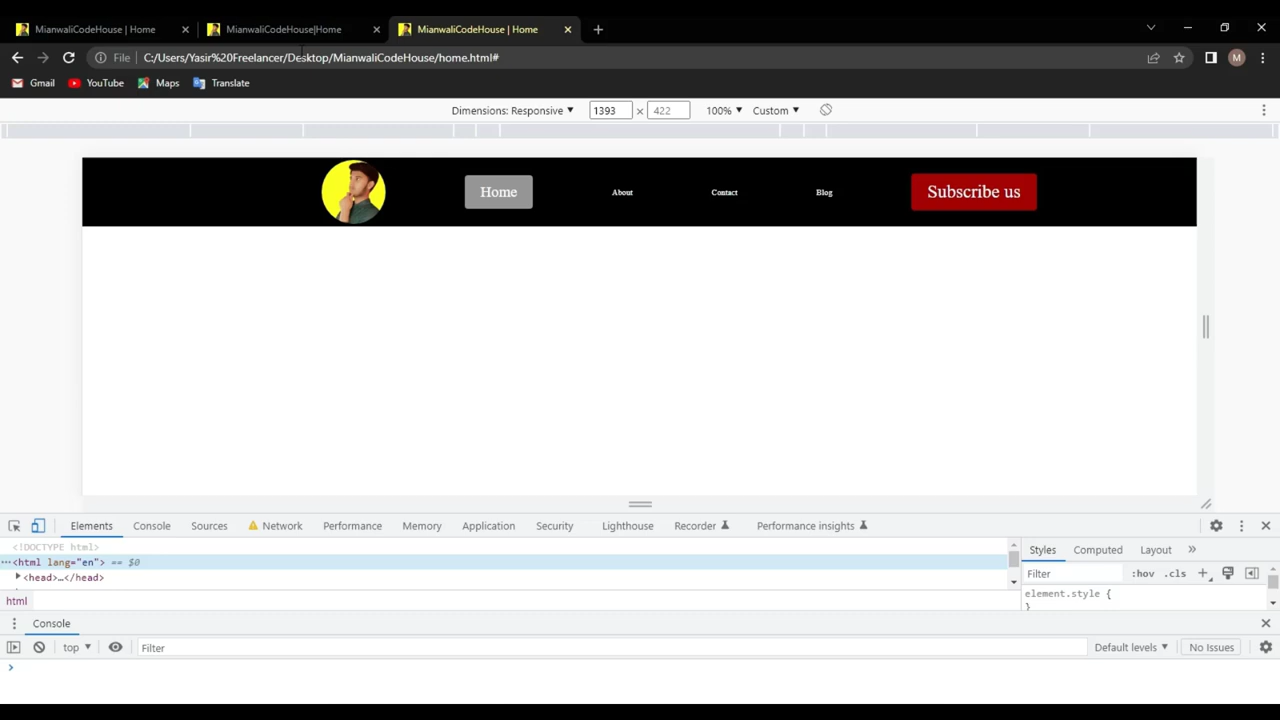 MianwaliCodeHouse | Home
MianwaliCodeHouse|Home
MianwaliCodeHouse | Home
File
C:/Users/Yasir%20Freelancer/Desktop/MianwaliCodeHouse/home.html#
M
Gmail YouTube Maps Translate
Dimensions: Responsive 1393 × 422 100% Custom
Home About Contact Blog Subscribe us
Elements Console Sources Network Performance Memory Application Security Lighthouse Recorder Performance insights
<!DOCTYPE html>
<html lang="en"> == $0
<head>…</head>
html
Styles Computed Layout
Filter :hov .cls
element.style {
}
Console
top Filter Default levels No Issues